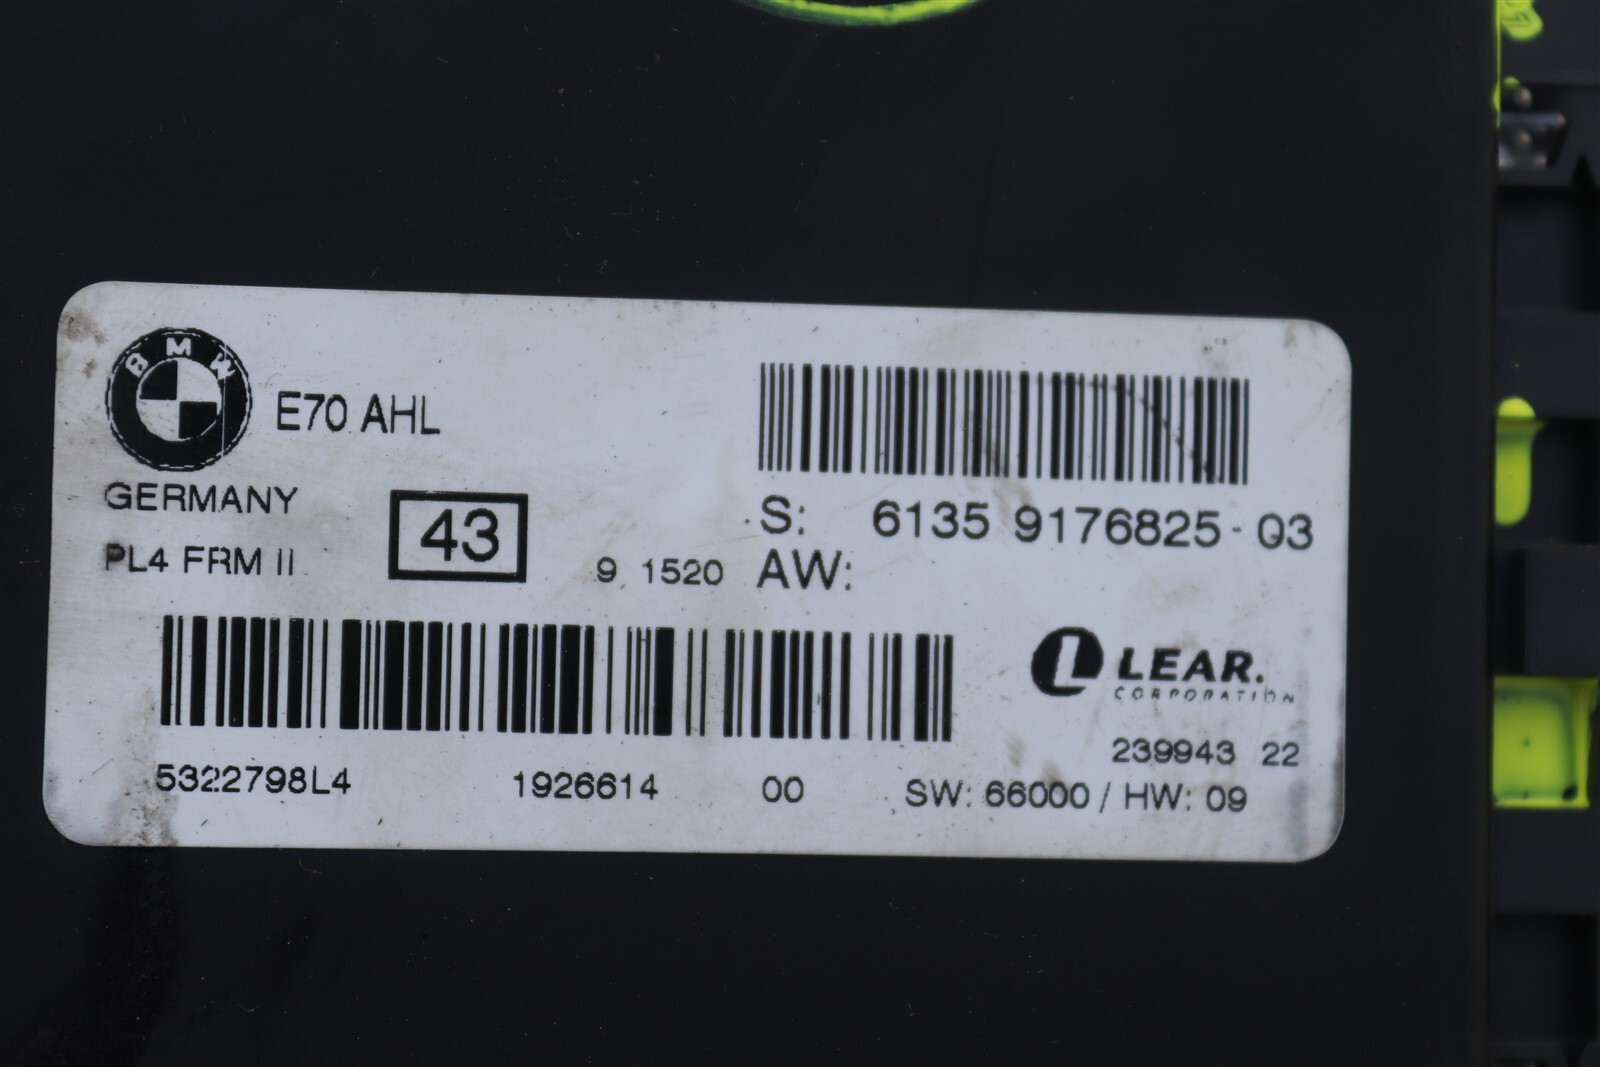 BMW
E70 AHL
GERMANY
PL4 FRM II
43
9 1520
S: 6135 9176825-03
AW:
LEAR.
CORPORATION
239943 22
5322798L4 1926614 00 SW: 66000 / HW: 09